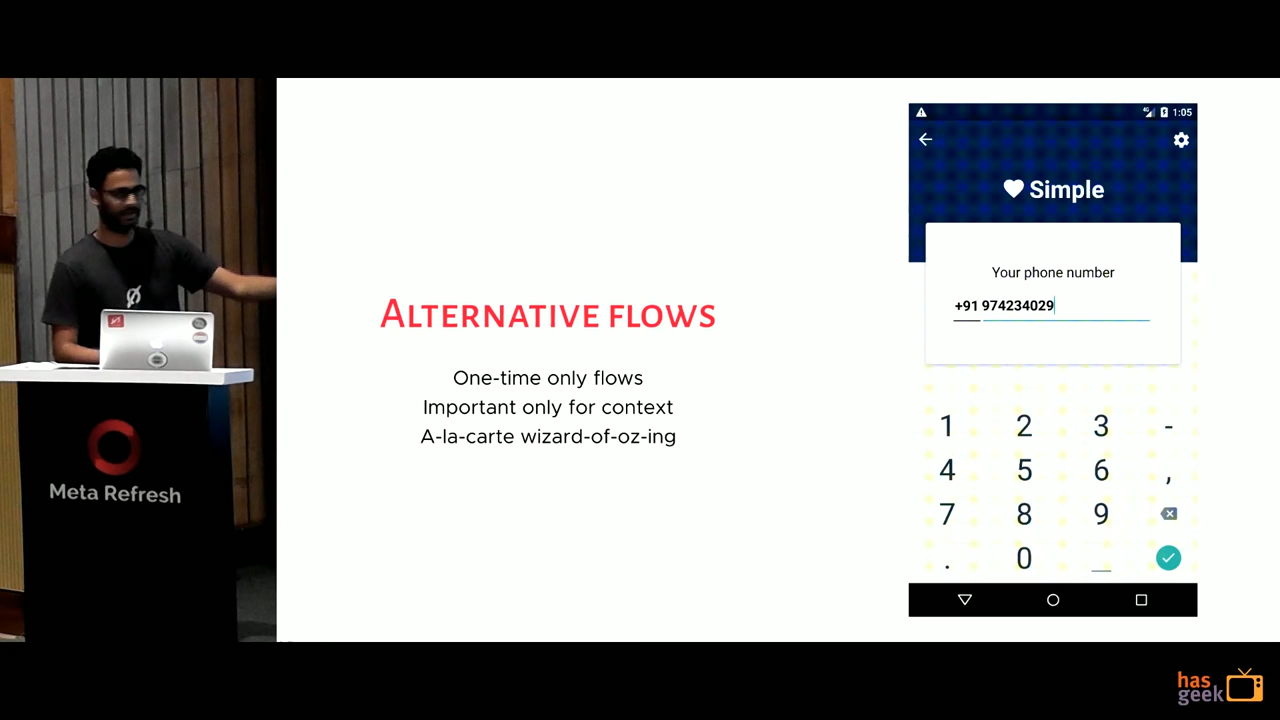 ALTERNATIVE FLOWS
One-time only flows
Important only for context
A-la-carte wizard-of-oz-ing
4G 1:05
Simple
Your phone number
+91 974234029
1 2 3 -
4 5 6 ,
7 8 9
. 0 _
Meta Refresh
has
geek